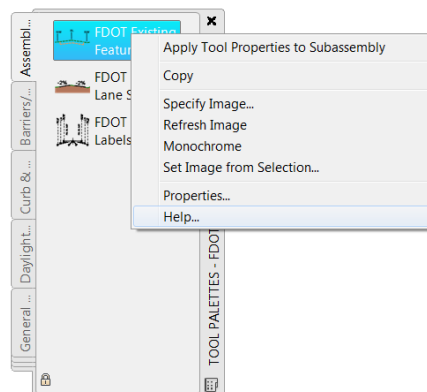 Assembl...
Barriers/...
Curb & ...
Daylight...
General ...
FDOT Existing
Featur
FDOT
Lane S
FDOT
Labels
Apply Tool Properties to Subassembly
Copy
Specify Image...
Refresh Image
Monochrome
Set Image from Selection...
Properties...
Help...
TOOL PALETTES - FDOT